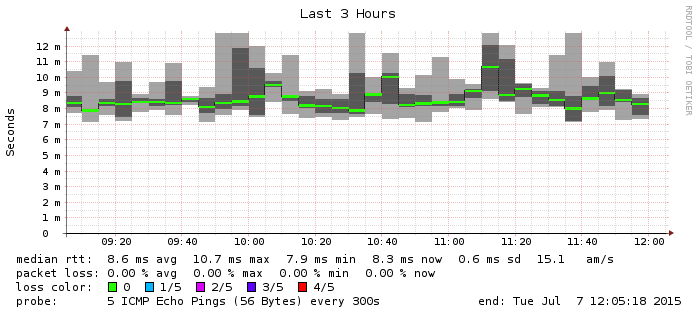 Last 3 Hours
RRDTOOL / TOBI OETIKER
Seconds
12 m
11 m
10 m
9 m
8 m
7 m
6 m
5 m
4 m
3 m
2 m
1 m
0
09:20 09:40 10:00 10:20 10:40 11:00 11:20 11:40 12:00
median rtt: 8.6 ms avg 10.7 ms max 7.9 ms min 8.3 ms now 0.6 ms sd 15.1 am/s
packet loss: 0.00 % avg 0.00 % max 0.00 % min 0.00 % now
loss color: 0 1/5 2/5 3/5 4/5
probe: 5 ICMP Echo Pings (56 Bytes) every 300s end: Tue Jul 7 12:05:18 2015